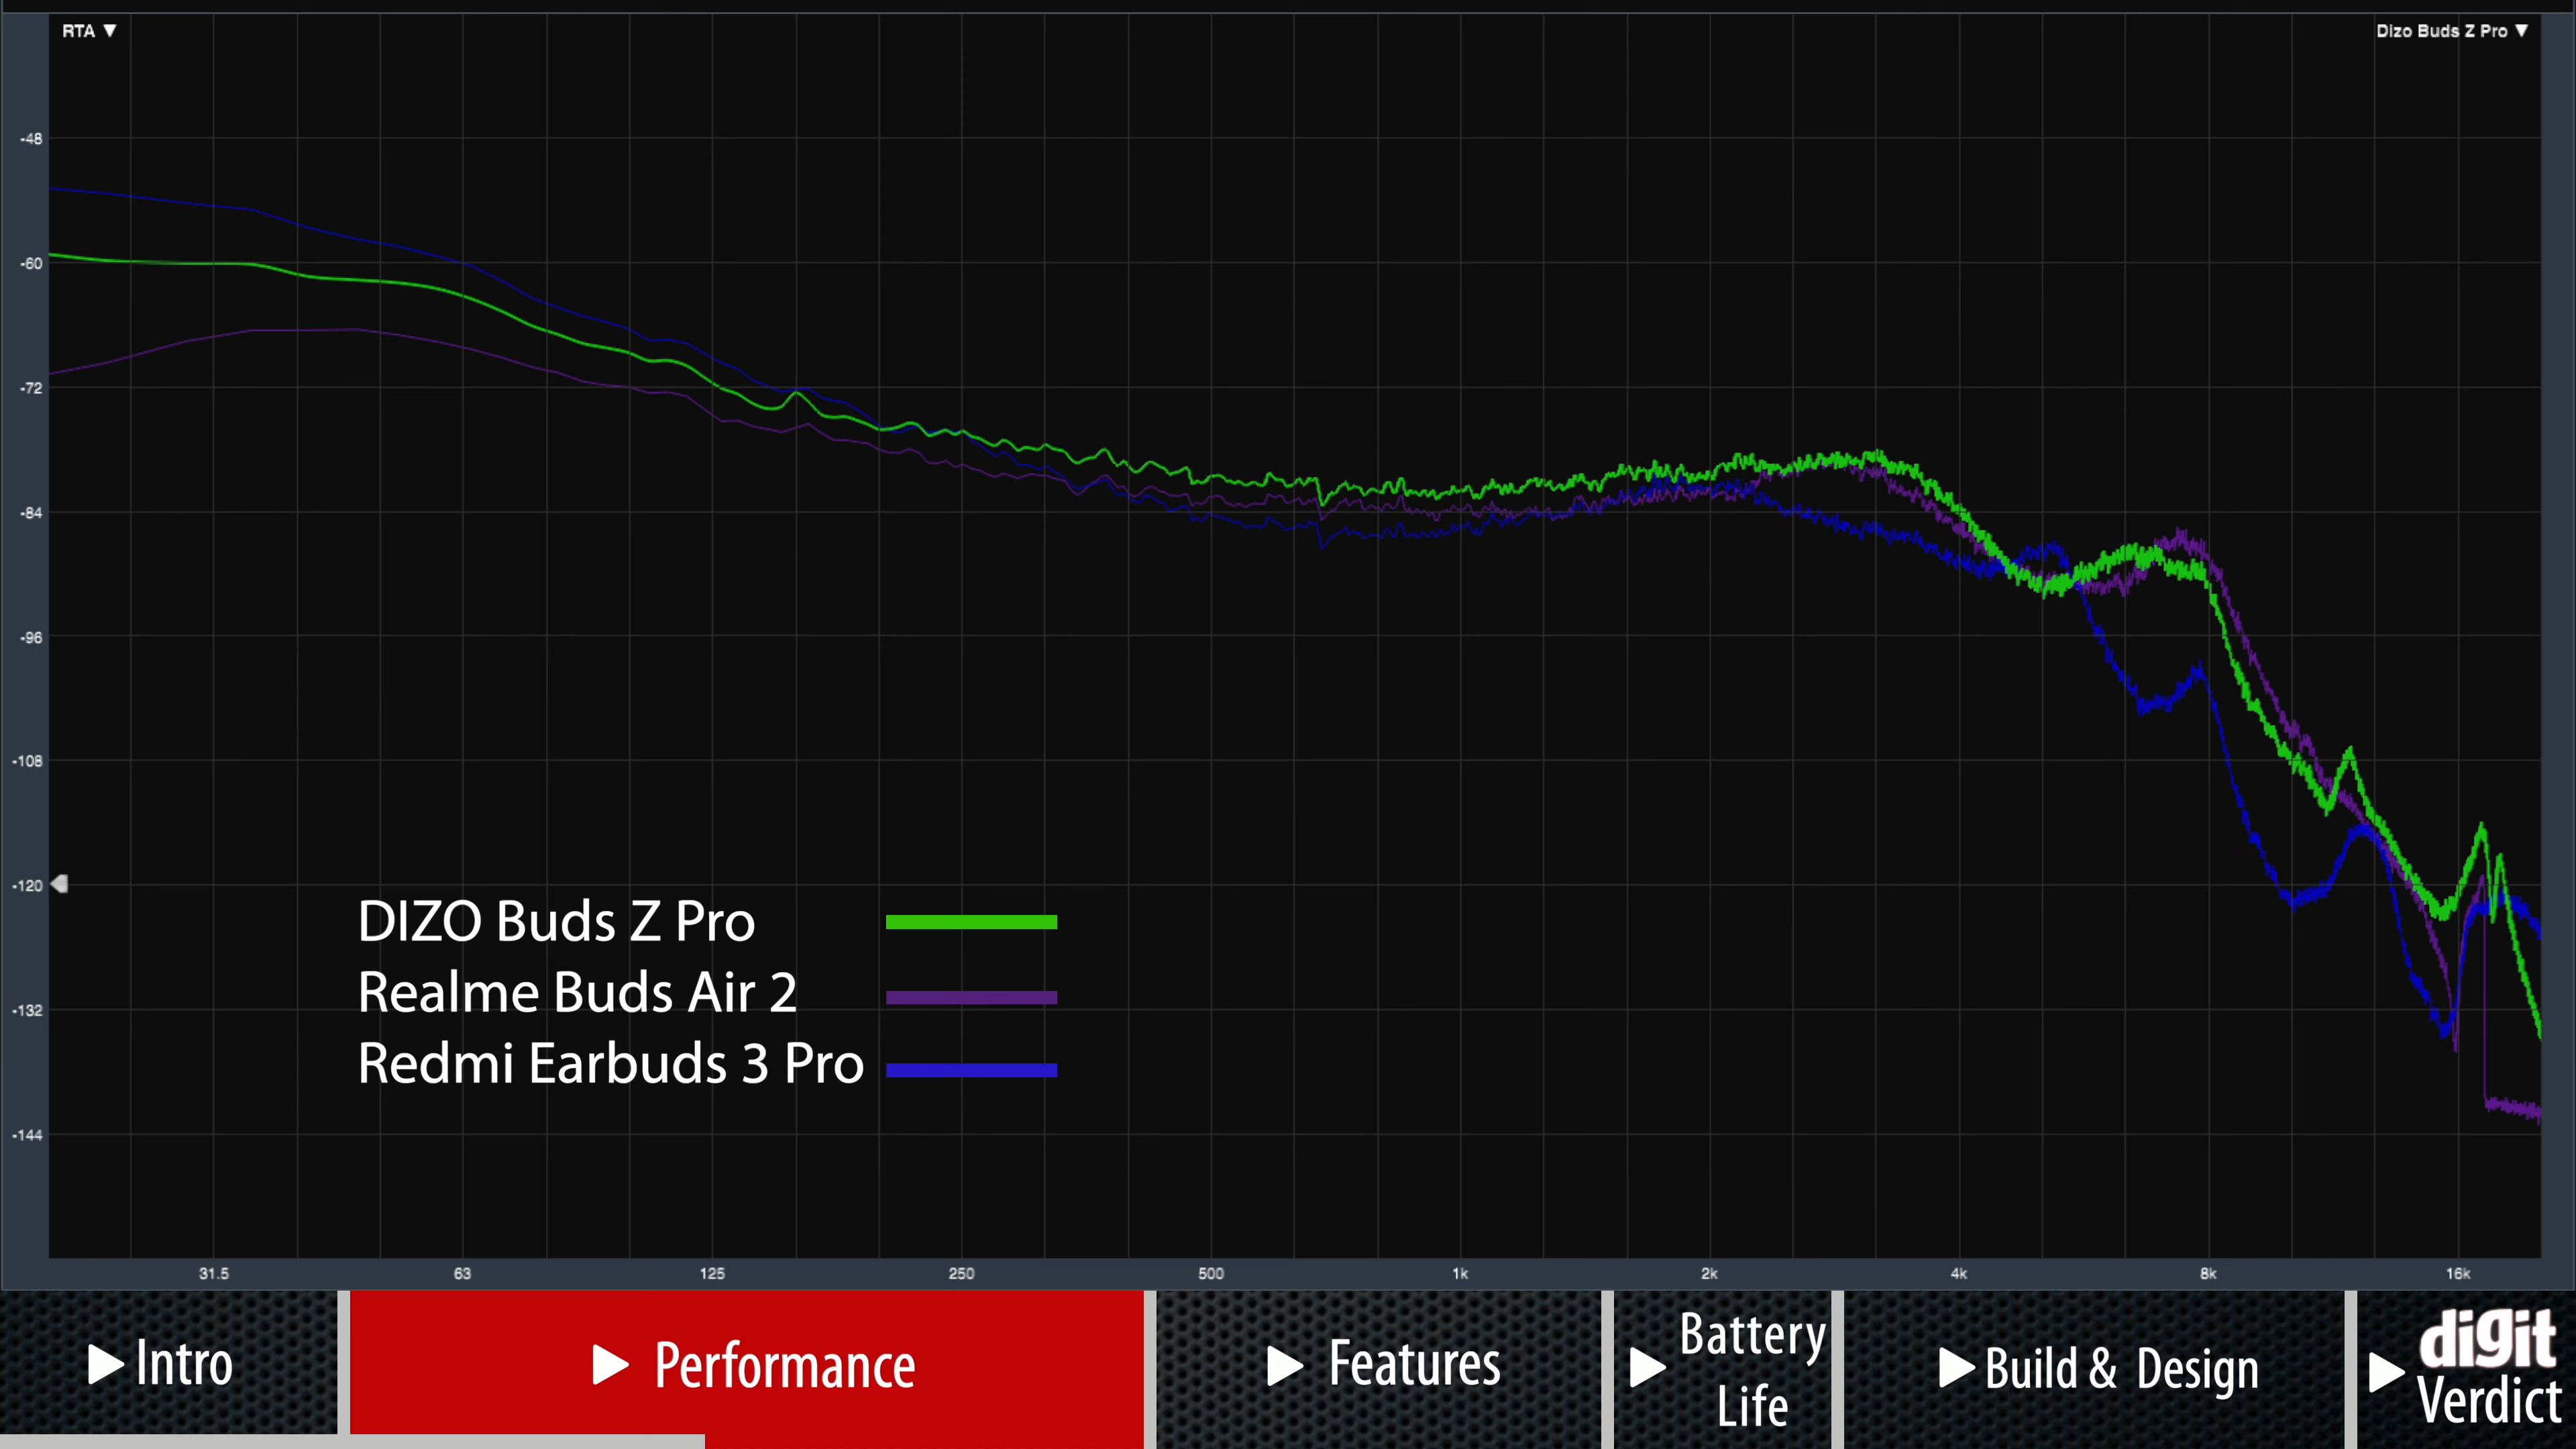 RTA ▼
Dizo Buds Z Pro ▼
-48
-60
-72
-84
-96
-108
-120
-132
-144
DIZO Buds Z Pro
Realme Buds Air 2
Redmi Earbuds 3 Pro
31.5 63 125 250 500 1k 2k 4k 8k 16k
Intro
Performance
Features
Battery
Life
Build & Design
digit
Verdict